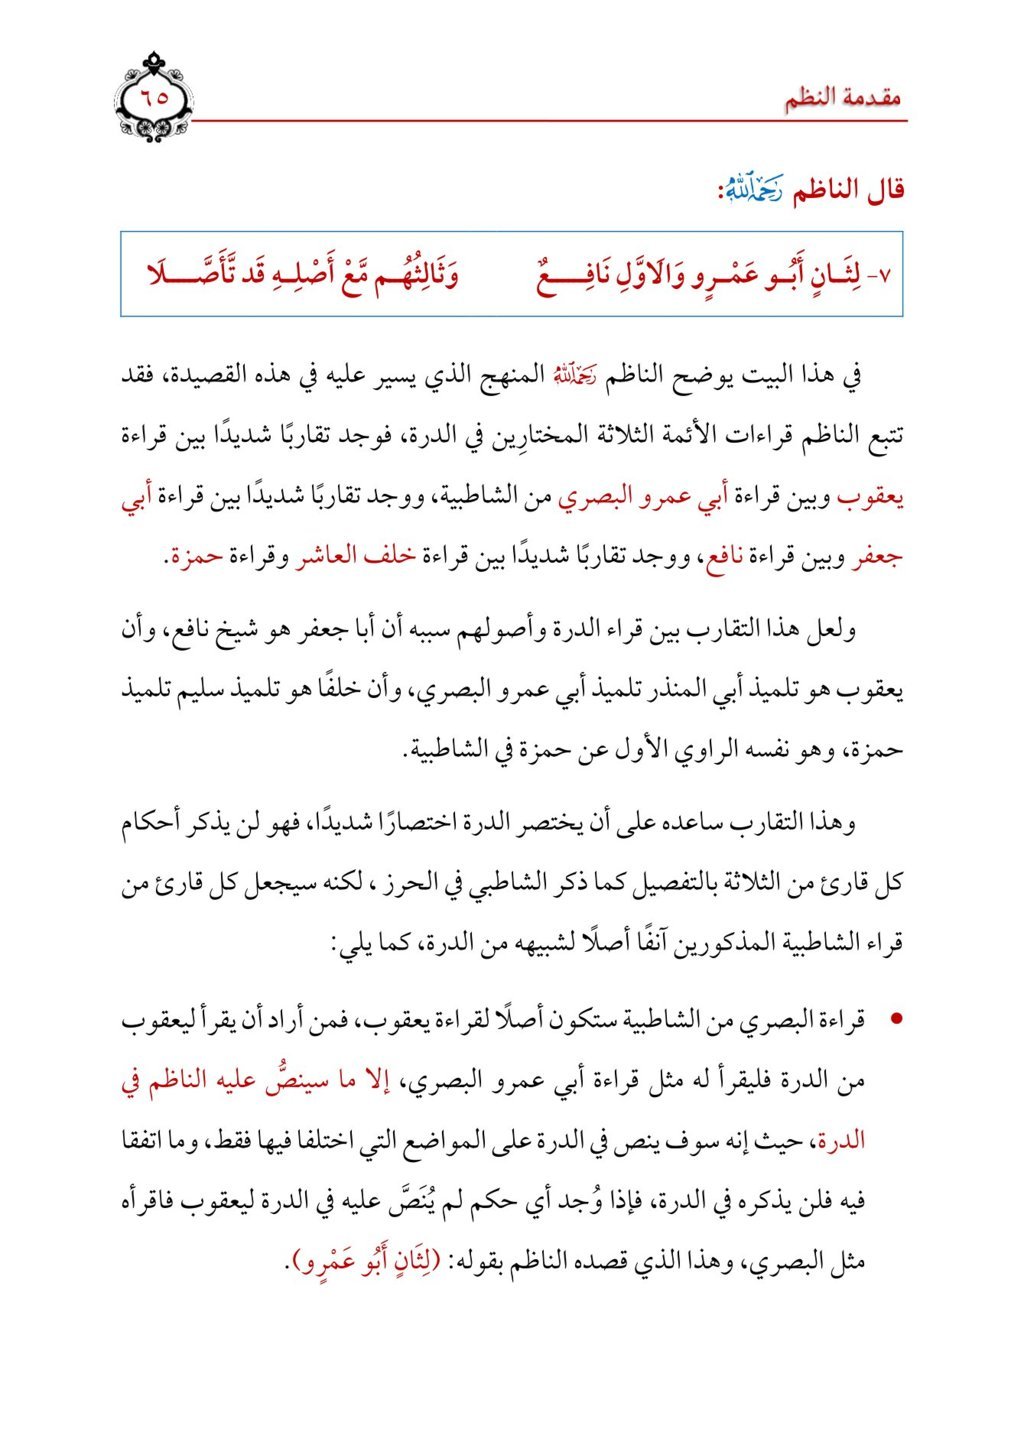 مقدمة النظم
٦٥
قال الناظم رَحِمَهُ اللَّهُ:
٧- لِثَــانٍ أَبُــو عَمْــرٍو وَالَاوَّلِ نَافِــــعٌ وَثَالِثُهُــم مَّعْ أَصْلِــهِ قَد تَّأَصَّــــلَا
في هذا البيت يوضح الناظم رَحِمَهُ اللَّهُ المنهج الذي يسير عليه في هذه القصيدة، فقد
تتبع الناظم قراءات الأئمة الثلاثة المختارِين في الدرة، فوجد تقاربًا شديدًا بين قراءة
يعقوب وبين قراءة أبي عمرو البصري من الشاطبية، ووجد تقاربًا شديدًا بين قراءة أبي
جعفر وبين قراءة نافع، ووجد تقاربًا شديدًا بين قراءة خلف العاشر وقراءة حمزة.
ولعل هذا التقارب بين قراء الدرة وأصولهم سببه أن أبا جعفر هو شيخ نافع، وأن
يعقوب هو تلميذ أبي المنذر تلميذ أبي عمرو البصري، وأن خلفًا هو تلميذ سليم تلميذ
حمزة، وهو نفسه الراوي الأول عن حمزة في الشاطبية.
وهذا التقارب ساعده على أن يختصر الدرة اختصارًا شديدًا، فهو لن يذكر أحكام
كل قارئ من الثلاثة بالتفصيل كما ذكر الشاطبي في الحرز ، لكنه سيجعل كل قارئ من
قراء الشاطبية المذكورين آنفًا أصلًا لشبيهه من الدرة، كما يلي:
• قراءة البصري من الشاطبية ستكون أصلًا لقراءة يعقوب، فمن أراد أن يقرأ ليعقوب
من الدرة فليقرأ له مثل قراءة أبي عمرو البصري، إلا ما سينصُّ عليه الناظم في
الدرة، حيث إنه سوف ينص في الدرة على المواضع التي اختلفا فيها فقط، وما اتفقا
فيه فلن يذكره في الدرة، فإذا وُجد أي حكم لم يُنَصَّ عليه في الدرة ليعقوب فاقرأه
مثل البصري، وهذا الذي قصده الناظم بقوله: (لِثَانٍ أَبُو عَمْرٍو).